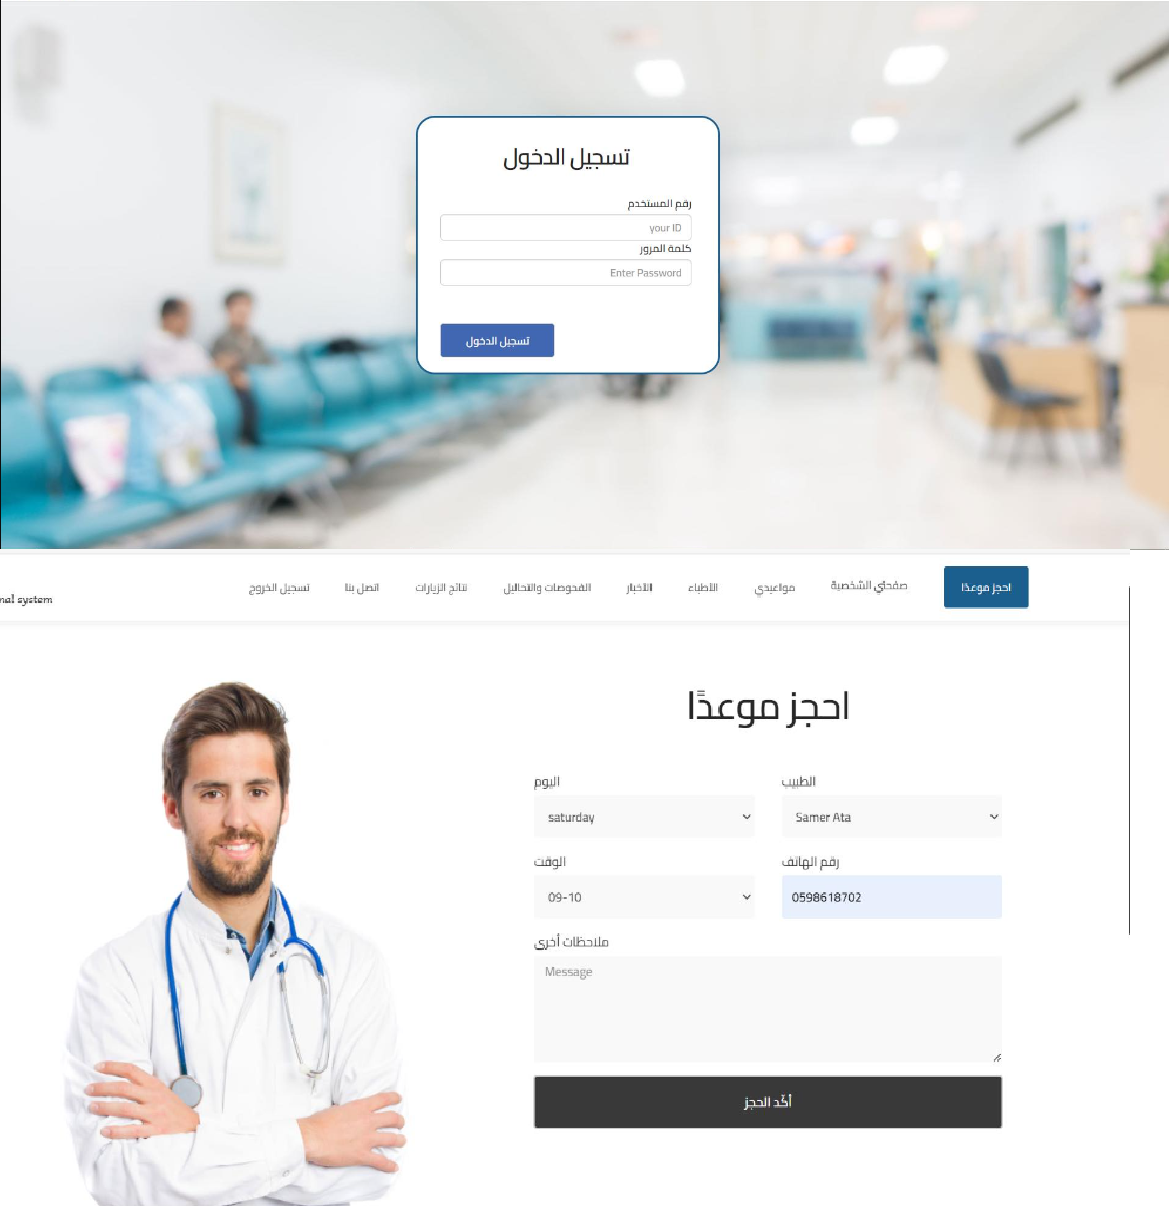 تسجيل الدخول
رقم المستخدم
your ID
كلمة المرور
Enter Password
تسجيل الدخول
احجز موعدًا
صفحتي الشخصية
مواعيدي
الأطباء
الأخبار
الفحوصات والتحاليل
نتائج الزيارات
اتصل بنا
تسجيل الخروج
nal system
احجز موعدًا
الطبيب
اليوم
Samer Ata
saturday
رقم الهاتف
الوقت
0598618702
09-10
ملاحظات أخرى
Message
أكّد الحجز